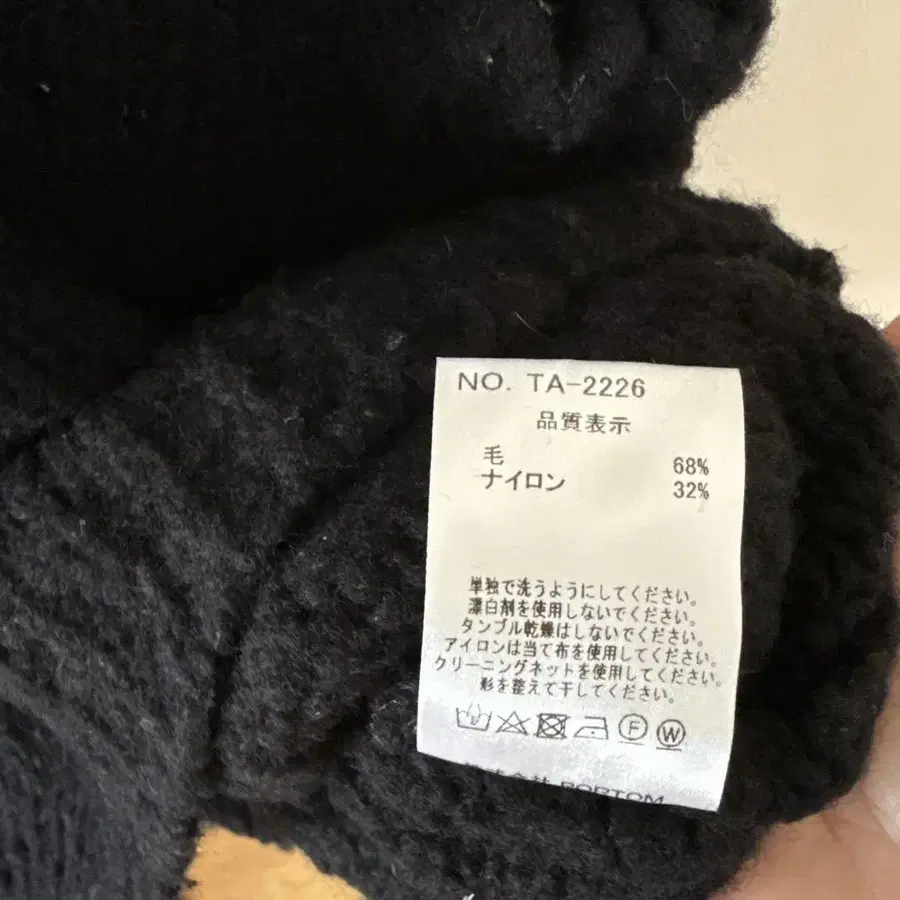 NO. TA-2226
品質表示
毛 68%
ナイロン 32%
単独で洗うようにしてください。
漂白剤を使用しないでください。
タンブル乾燥はしないでください。
アイロンは当て布を使用してください。
クリーニングネットを使用してください。
形を整えて干してください。
F W